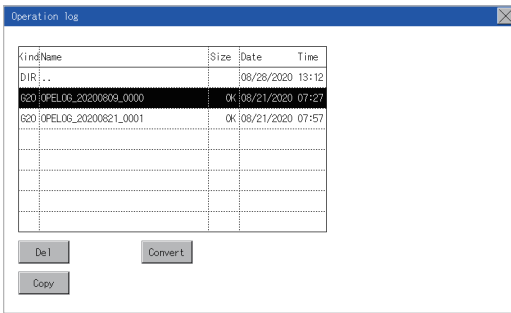 Operation log
Kind Name Size Date Time
DIR .. 08/28/2020 13:12
G20 OPELOG_20200809_0000 0K 08/21/2020 07:27
G20 OPELOG_20200821_0001 0K 08/21/2020 07:57
Del Convert
Copy